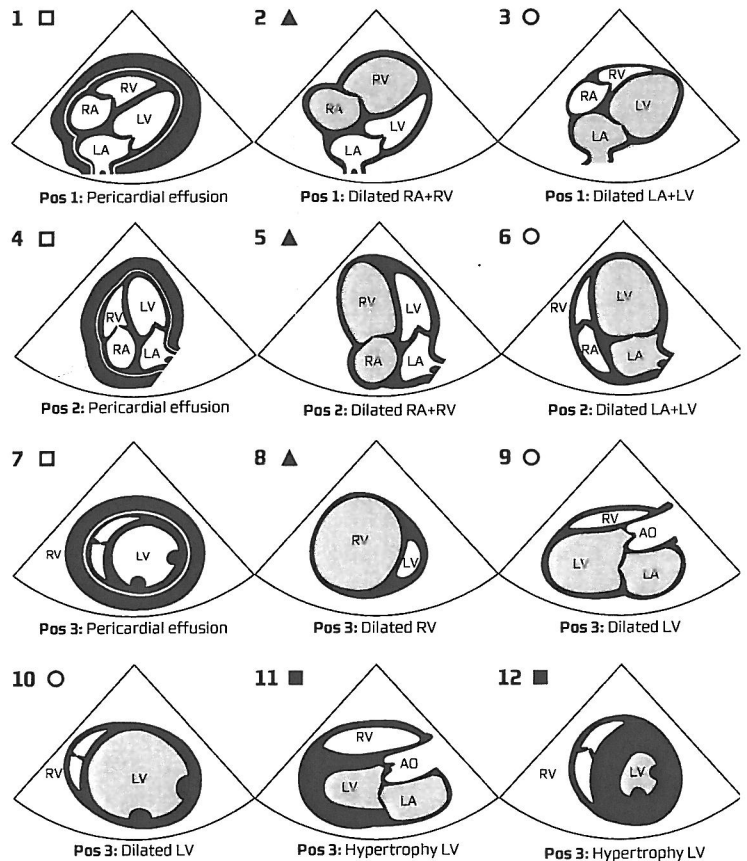 1 2 3
RV
RA
LV
LA
RV
RA
LV
LA
RV
RA
LV
LA
Pos 1: Pericardial effusion
Pos 1: Dilated RA+RV
Pos 1: Dilated LA+LV
4 5 6
RV
LV
RA
LA
RV
LV
RA
LA
RV
LV
RA
LA
Pos 2: Pericardial effusion
Pos 2: Dilated RA+RV
Pos 2: Dilated LA+LV
7 8 9
RV
LV
RV
LV
RV
AO
LV
LA
Pos 3: Pericardial effusion
Pos 3: Dilated RV
Pos 3: Dilated LV
10 11 12
RV
LV
RV
AO
LV
LA
RV
LV
Pos 3: Dilated LV
Pos 3: Hypertrophy LV
Pos 3: Hypertrophy LV